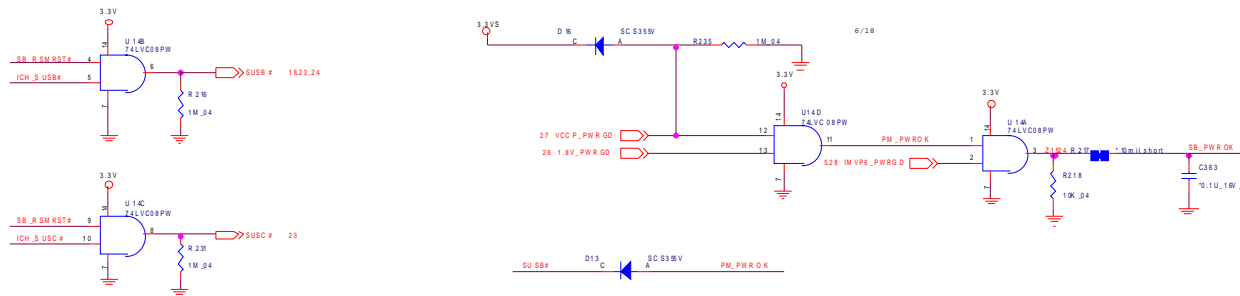 3.3V
14
U14B
74LVC08PW
SB_RSMRST# 4
ICH_SUSB# 5
6
SUSB# 18,23,24
7
R216
1M_04
3.3V
14
U14C
74LVC08PW
SB_RSMRST# 9
ICH_SUSC# 10
8
SUSC# 23
7
R231
1M_04
3.3VS
D16 SCS355V
C A
R235 1M_04
6/18
3.3V
14
U14D
74LVC08PW
27 VCCP_PWRGD 12
26 1.8V_PWRGD 13
11
7
PM_PWROK
3.3V
14
U14A
74LVC08PW
1
5,28 IMVP6_PWRGD 2
3
7
R217 *10mil short
SB_PWROK
R218
10K_04
C363
*0.1U_16V_
D13 SCS355V
SUSB# C A PM_PWROK